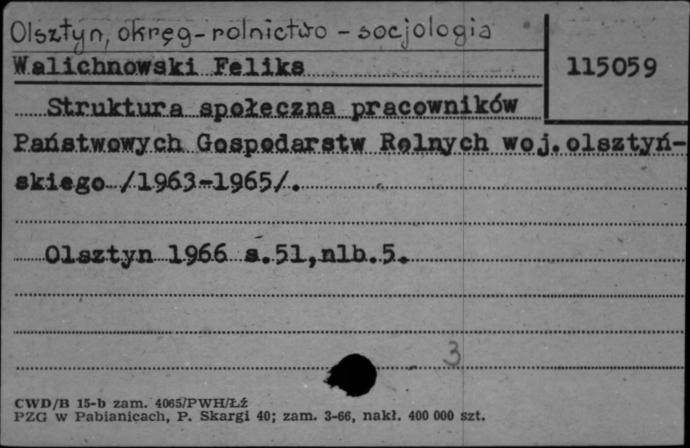 Olsztyn, okręg-rolnictwo - socjologia
Walichnowski Feliks
115059
Struktura społeczna pracowników
Państwowych Gospodarstw Rolnych woj.olsztyń-
skiego /1963-1965/.
Olsztyn 1966 s.51,nlb.5.
3
CWD/B 15-b zam. 4065/PWH/Łź
PZG w Pabianicach, P. Skargi 40; zam. 3-66, nakł. 400 000 szt.